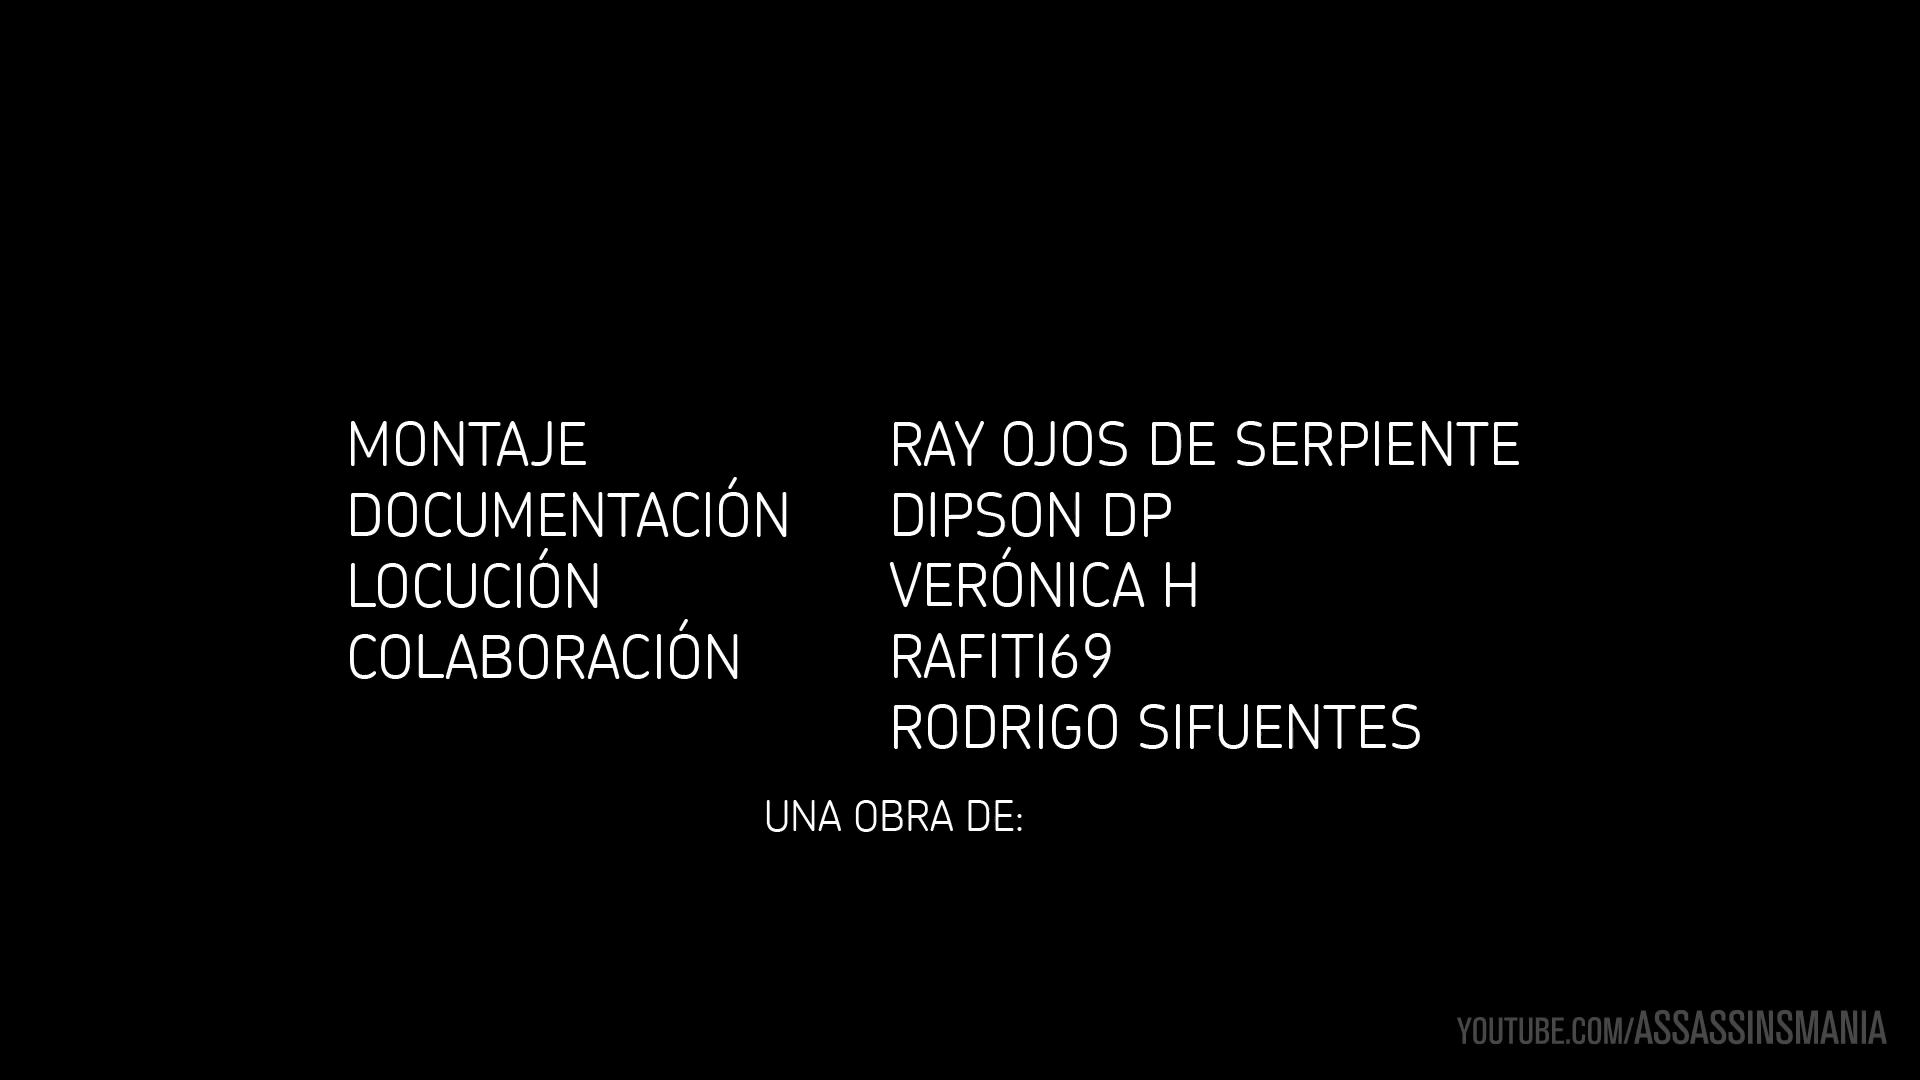 MONTAJE RAY OJOS DE SERPIENTE
DOCUMENTACIÓN DIPSON DP
LOCUCIÓN VERÓNICA H
COLABORACIÓN RAFITI69
RODRIGO SIFUENTES
UNA OBRA DE:
YOUTUBE.COM/ASSASSINSMANIA